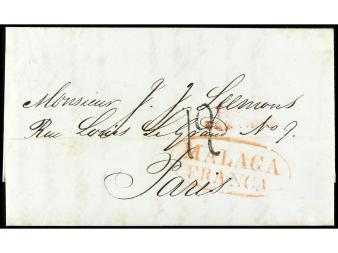 Monsieur J. J. Lemons
Rue Louis Le Grand No 9.
MALAGA
FRANCA
Paris